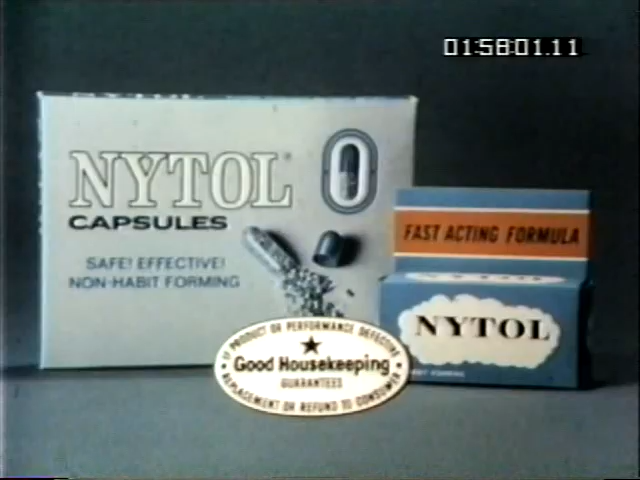 01:58:01.11
NYTOL®
CAPSULES
SAFE! EFFECTIVE!
NON-HABIT FORMING
FAST ACTING FORMULA
NYTOL
NYTOL
IF PRODUCT OR PERFORMANCE DEFECTIVE
★
Good Housekeeping
GUARANTEES
REPLACEMENT OR REFUND TO CONSUMER